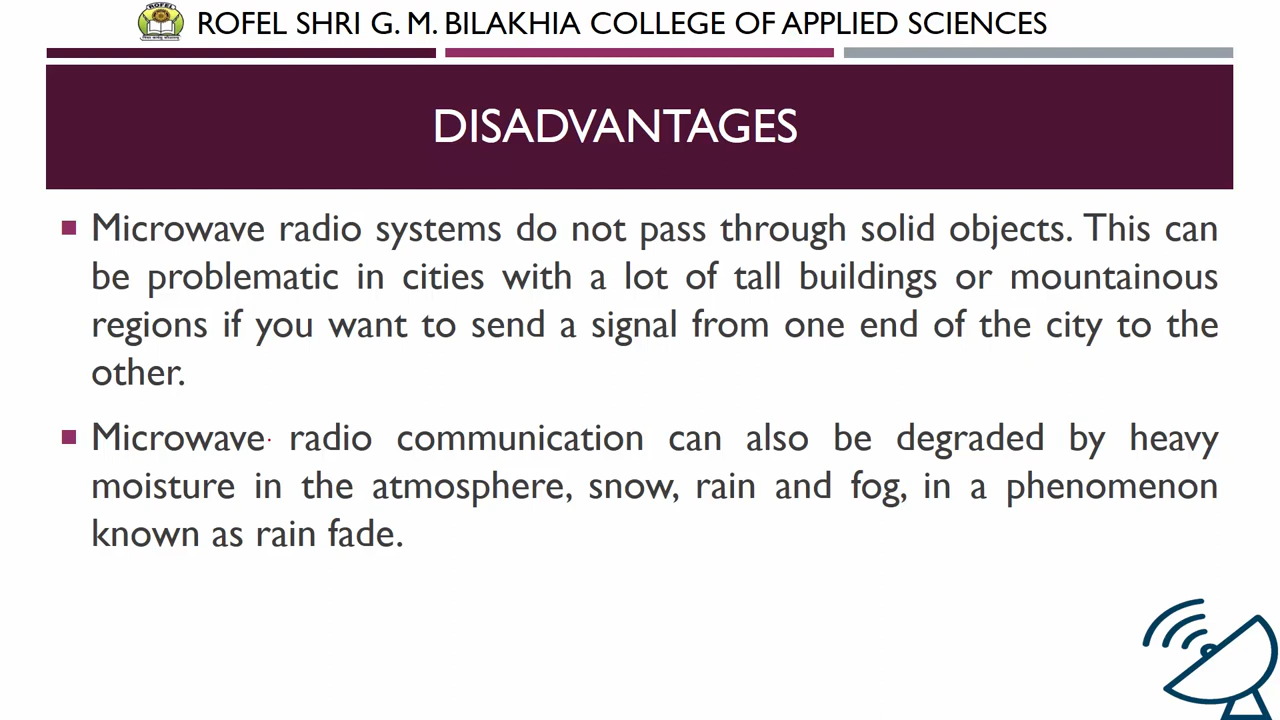 ROFEL SHRI G. M. BILAKHIA COLLEGE OF APPLIED SCIENCES
DISADVANTAGES
Microwave radio systems do not pass through solid objects. This can
be problematic in cities with a lot of tall buildings or mountainous
regions if you want to send a signal from one end of the city to the
other.
Microwave radio communication can also be degraded by heavy
moisture in the atmosphere, snow, rain and fog, in a phenomenon
known as rain fade.